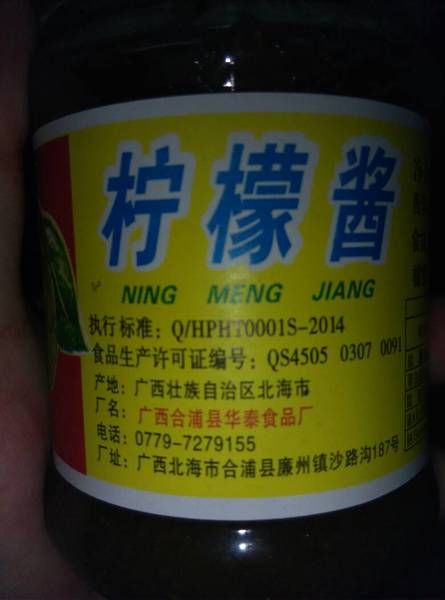 柠檬酱
NING MENG JIANG
执行标准：Q/HPHT0001S-2014
食品生产许可证编号：QS4505 0307 0091
产地：广西壮族自治区北海市
厂名：广西合浦县华泰食品厂
电话：0779-7279155
厂址：广西北海市合浦县廉州镇沙路沟187号